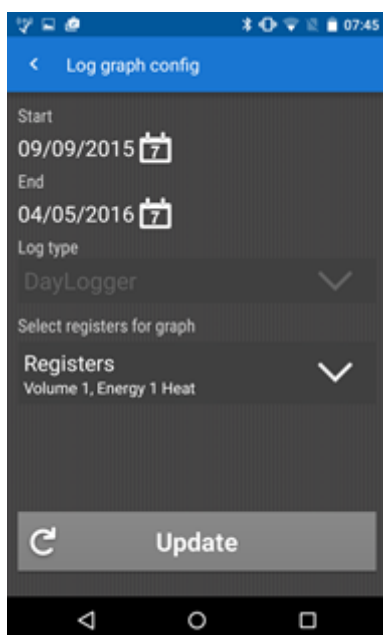 07:45
Log graph config
Start
09/09/2015 7
End
04/05/2016 7
Log type
DayLogger
Select registers for graph
Registers
Volume 1, Energy 1 Heat
Update